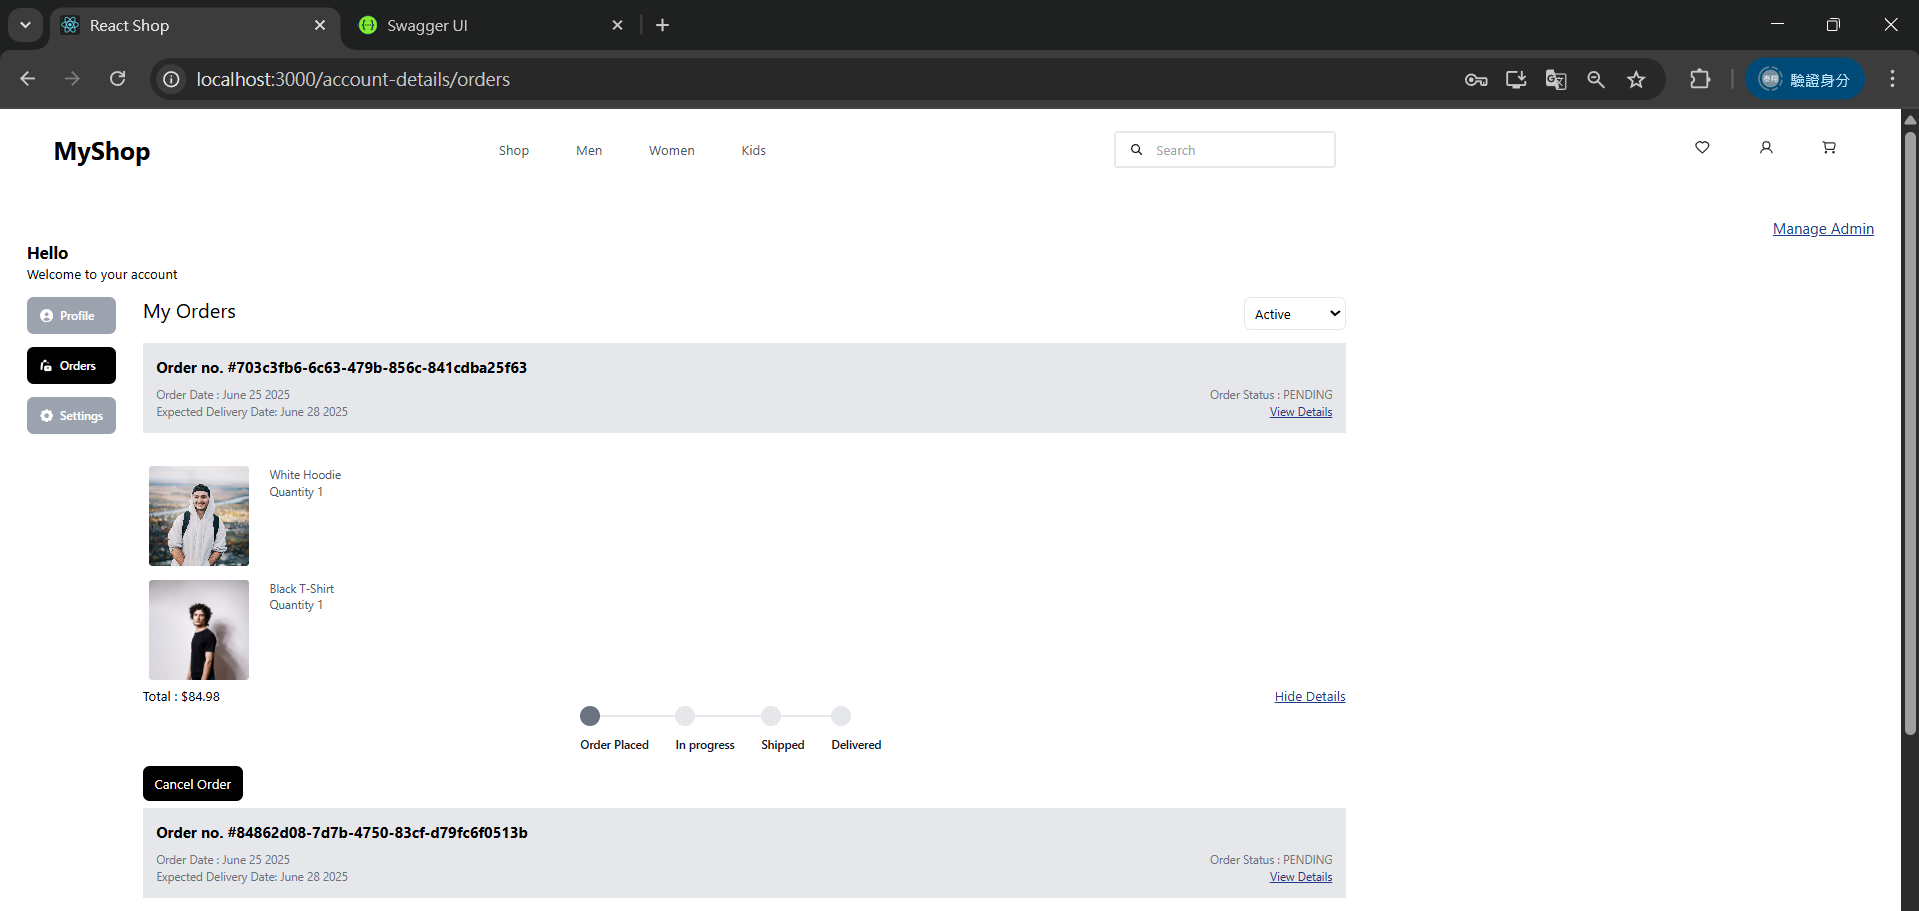 React Shop
Swagger UI
localhost:3000/account-details/orders
驗證身分
MyShop
Shop
Men
Women
Kids
Search
Manage Admin
Hello
Welcome to your account
Profile
Orders
Settings
My Orders
Active
Order no. #703c3fb6-6c63-479b-856c-841cdba25f63
Order Date : June 25 2025
Expected Delivery Date: June 28 2025
Order Status : PENDING
View Details
White Hoodie
Quantity 1
Black T-Shirt
Quantity 1
Total : $84.98
Hide Details
Order Placed
In progress
Shipped
Delivered
Cancel Order
Order no. #84862d08-7d7b-4750-83cf-d79fc6f0513b
Order Date : June 25 2025
Expected Delivery Date: June 28 2025
Order Status : PENDING
View Details